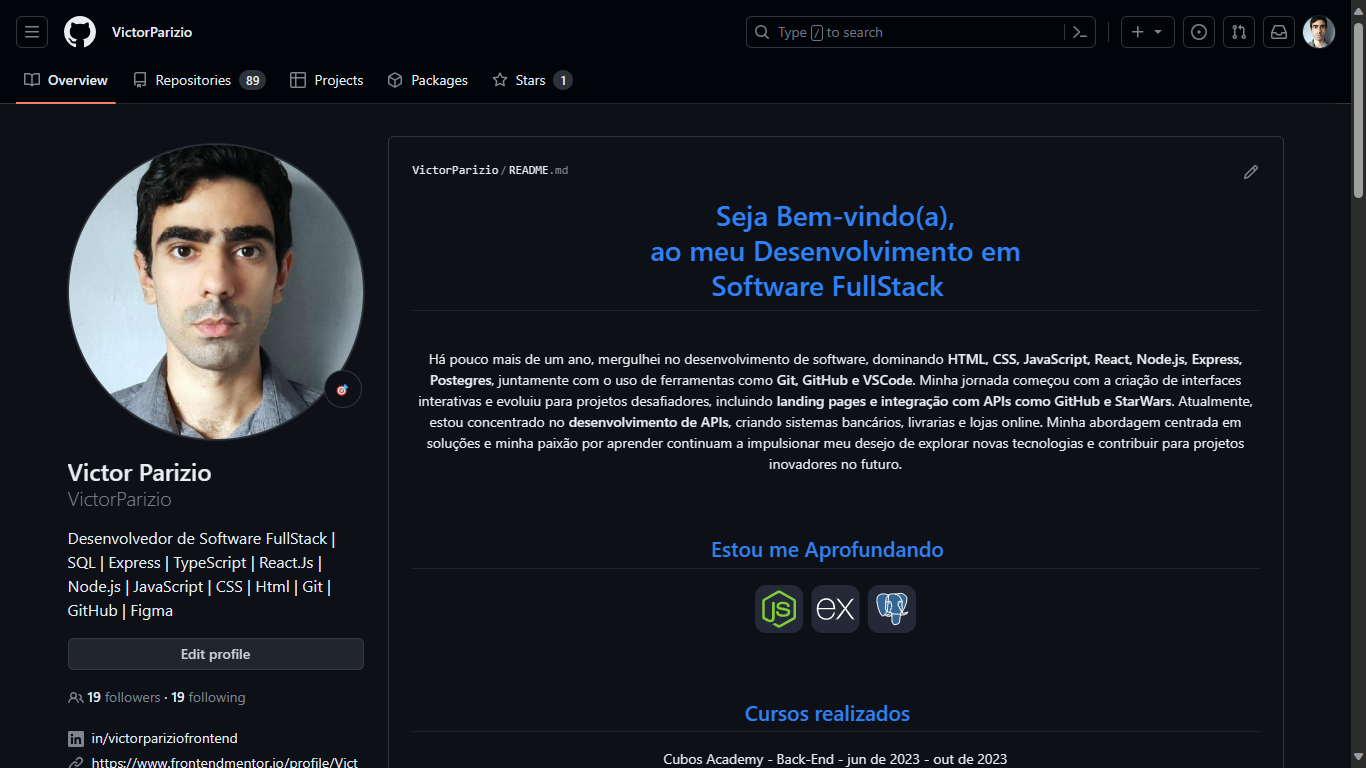 VictorParizio
Type / to search
Overview
Repositories 89
Projects
Packages
Stars 1
VictorParizio/README.md
Seja Bem-vindo(a),
ao meu Desenvolvimento em
Software FullStack
Há pouco mais de um ano, mergulhei no desenvolvimento de software, dominando HTML, CSS, JavaScript, React, Node.js, Express,
Postegres, juntamente com o uso de ferramentas como Git, GitHub e VSCode. Minha jornada começou com a criação de interfaces
interativas e evoluiu para projetos desafiadores, incluindo landing pages e integração com APIs como GitHub e StarWars. Atualmente,
estou concentrado no desenvolvimento de APIs, criando sistemas bancários, livrarias e lojas online. Minha abordagem centrada em
soluções e minha paixão por aprender continuam a impulsionar meu desejo de explorar novas tecnologias e contribuir para projetos
inovadores no futuro.
Estou me Aprofundando
JS
ex
Cursos realizados
Cubos Academy - Back-End - jun de 2023 - out de 2023
Victor Parizio
VictorParizio
Desenvolvedor de Software FullStack |
SQL | Express | TypeScript | React.Js |
Node.js | JavaScript | CSS | Html | Git |
GitHub | Figma
Edit profile
19 followers · 19 following
in/victorpariziofrontend
https://www.frontendmentor.io/profile/Vict